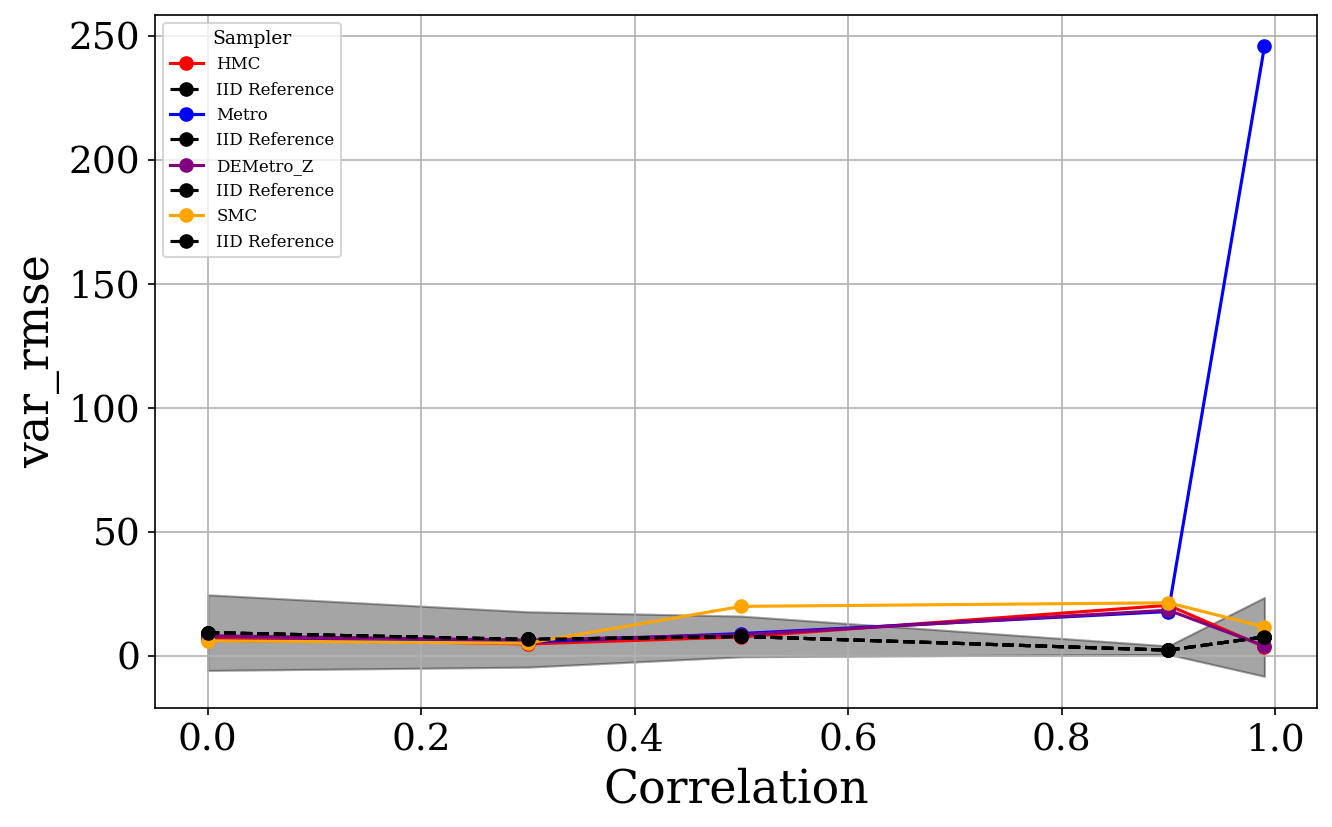 Sampler
HMC
IID Reference
Metro
IID Reference
DEMetro_Z
IID Reference
SMC
IID Reference
var_rmse
250
200
150
100
50
0
0.0 0.2 0.4 0.6 0.8 1.0
Correlation